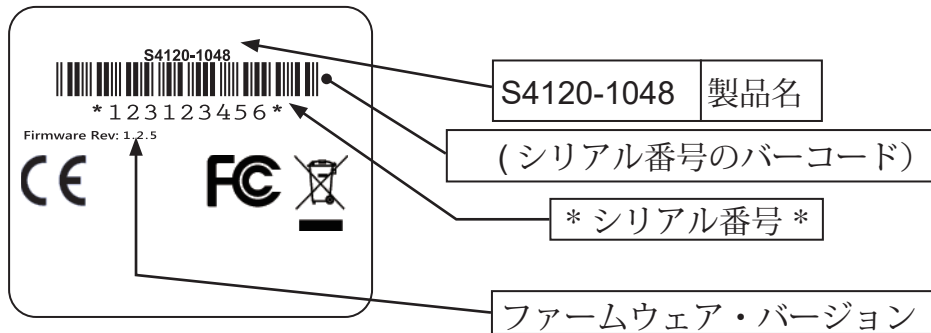 S4120-1048
*123123456*
Firmware Rev: 1.2.5
CE FC
S4120-1048 製品名
(シリアル番号のバーコード）
* シリアル番号 *
ファームウェア・バージョン